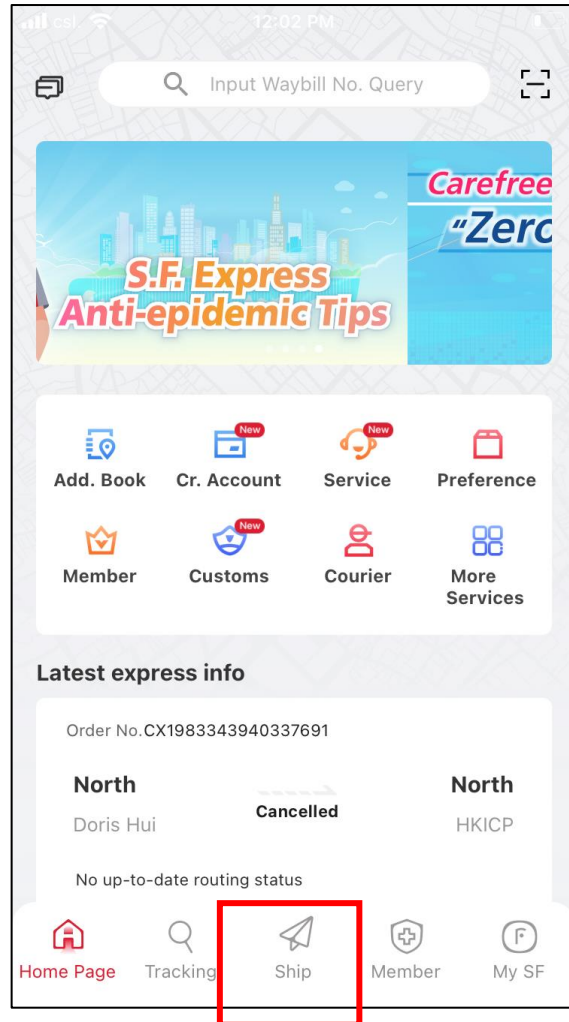 csl 12:02 PM
Input Waybill No. Query
S.F. Express
Anti-epidemic Tips
Carefree
"Zero
Add. Book Cr. Account New Service New Preference
Member Customs New Courier More Services
Latest express info
Order No.CX1983343940337691
North Cancelled North
Doris Hui HKICP
No up-to-date routing status
Home Page Tracking Ship Member My SF